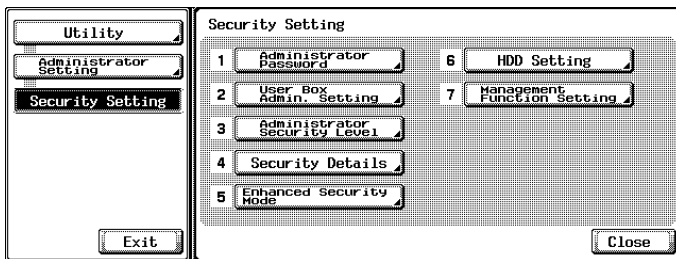 Utility
Administrator
Setting
Security Setting
Exit
Security Setting
1 Administrator
Password
2 User Box
Admin. Setting
3 Administrator
Security Level
4 Security Details
5 Enhanced Security
Mode
6 HDD Setting
7 Management
Function Setting
Close